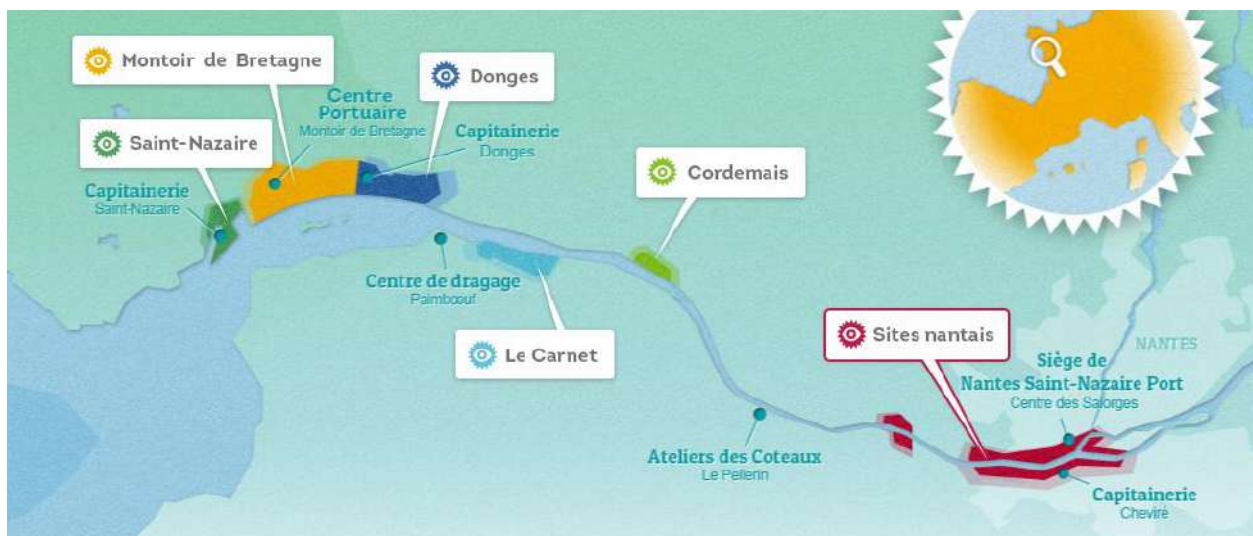 Montoir de Bretagne
Donges
Centre
Portuaire
Montoir de Bretagne
Capitainerie
Donges
Saint-Nazaire
Capitainerie
Saint-Nazaire
Cordemais
Centre de dragage
Paimbœuf
Le Carnet
Sites nantais
NANTES
Siège de
Nantes Saint-Nazaire Port
Centre des Salorges
Ateliers des Coteaux
Le Pellerin
Capitainerie
Cheviré